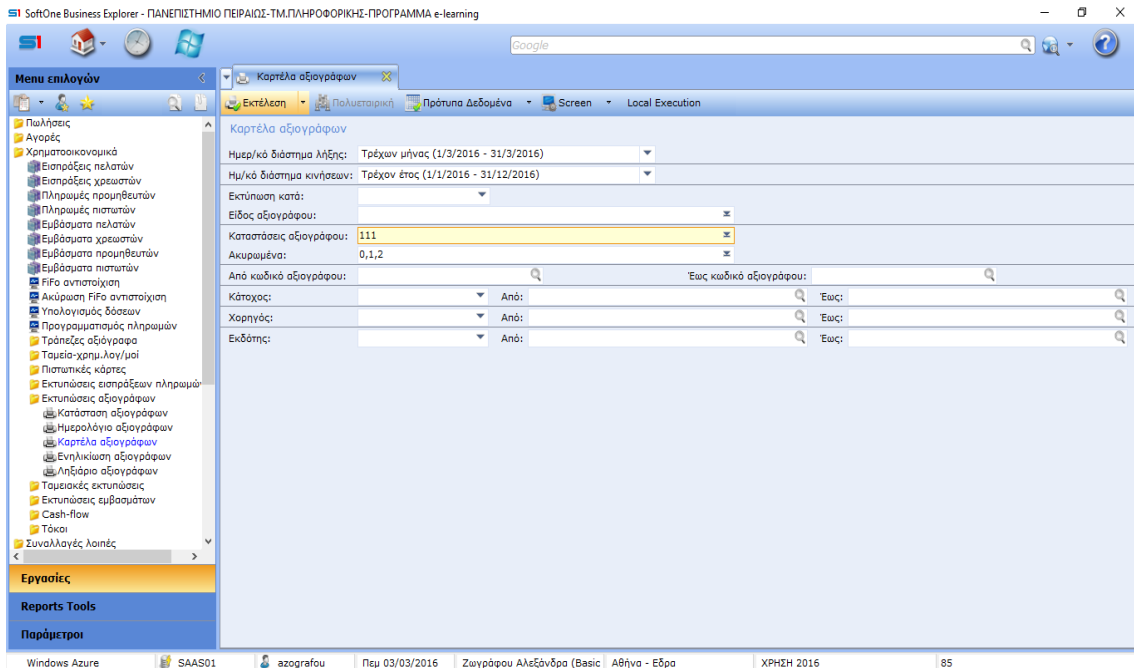 S1 SoftOne Business Explorer - ΠΑΝΕΠΙΣΤΗΜΙΟ ΠΕΙΡΑΙΩΣ-ΤΜ.ΠΛΗΡΟΦΟΡΙΚΗΣ-ΠΡΟΓΡΑΜΜΑ e-learning
S1 Google
Menu επιλογών
Καρτέλα αξιογράφων
Εκτέλεση Πολυεταιρική Πρότυπα Δεδομένα Screen Local Execution
Πωλήσεις
Αγορές
Χρηματοοικονομικά
Εισπράξεις πελατών
Εισπράξεις χρεωστών
Πληρωμές προμηθευτών
Πληρωμές πιστωτών
Εμβάσματα πελατών
Εμβάσματα χρεωστών
Εμβάσματα προμηθευτών
Εμβάσματα πιστωτών
FiFo αντιστοίχιση
Ακύρωση FiFo αντιστοίχιση
Υπολογισμός δόσεων
Προγραμματισμός πληρωμών
Τράπεζες αξιόγραφα
Ταμεία-χρημ.λογ/μοί
Πιστωτικές κάρτες
Εκτυπώσεις εισπράξεων πληρωμώ
Εκτυπώσεις αξιογράφων
Κατάσταση αξιογράφων
Ημερολόγιο αξιογράφων
Καρτέλα αξιογράφων
Ενηλικίωση αξιογράφων
Ληξιάριο αξιογράφων
Ταμειακές εκτυπώσεις
Εκτυπώσεις εμβασμάτων
Cash-flow
Τόκοι
Συναλλαγές λοιπές
Εργασίες
Reports Tools
Παράμετροι
Καρτέλα αξιογράφων
Ημερ/κό διάστημα λήξης: Τρέχων μήνας (1/3/2016 - 31/3/2016)
Ημ/κό διάστημα κινήσεων: Τρέχον έτος (1/1/2016 - 31/12/2016)
Εκτύπωση κατά:
Είδος αξιογράφου:
Καταστάσεις αξιογράφου: 111
Ακυρωμένα: 0,1,2
Από κωδικό αξιογράφου: Έως κωδικό αξιογράφου:
Κάτοχος: Από: Έως:
Χορηγός: Από: Έως:
Εκδότης: Από: Έως:
Windows Azure SAAS01 azografou Πεμ 03/03/2016 Ζωγράφου Αλεξάνδρα (Basic Αθήνα - Εδρα ΧΡΗΣΗ 2016 85